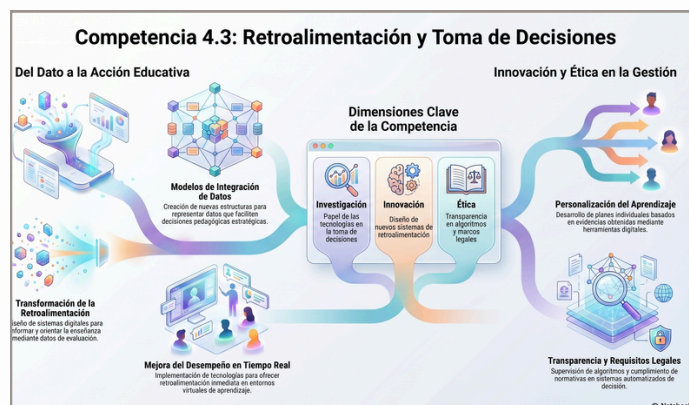 Competencia 4.3: Retroalimentación y Toma de Decisiones
Del Dato a la Acción Educativa
Modelos de Integración
de Datos
Creación de nuevas estructuras para
representar datos que faciliten
decisiones pedagógicas estratégicas.
Transformación de la
Retroalimentación
iseño de sistemas digitales para
nformar y orientar la enseñanza
mediante datos de evaluación.
Mejora del Desempeño en Tiempo Real
Implementación de tecnologías para ofrecer
retroalimentación inmediata en entornos
virtuales de aprendizaje.
Dimensiones Clave
de la Competencia
Investigación
Papel de las
tecnologías en
la toma de
decisiones
Innovación
Diseño de
nuevos sistemas de
retroalimentación
Ética
Transparencia
en algoritmos
y marcos
legales
Innovación y Ética en la Gestión
Personalización del Aprendizaje
Desarrollo de planes individuales basados en
evidencias obtenidas mediante
herramientas digitales.
Transparencia y Requisitos Legales
Supervisión de algoritmos y cumplimiento de
normativas en sistemas automatizados de
decisión.